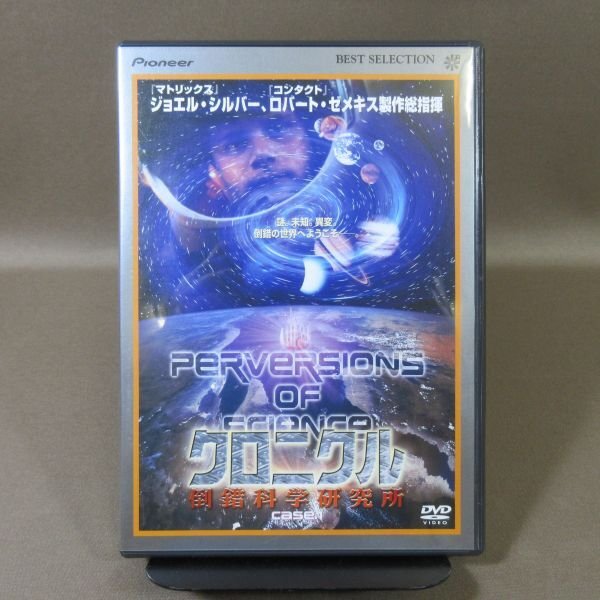 Pioneer
BEST SELECTION
『マトリックス』 『コンタクト』
ジョエル・シルバー、ロバート・ゼメキス製作総指揮
謎。未知。異変。
倒錯の世界へようこそ
PERVERSIONS
OF
SCIENCE
クロニクル
倒錯科学研究所
case
DVD
VIDEO